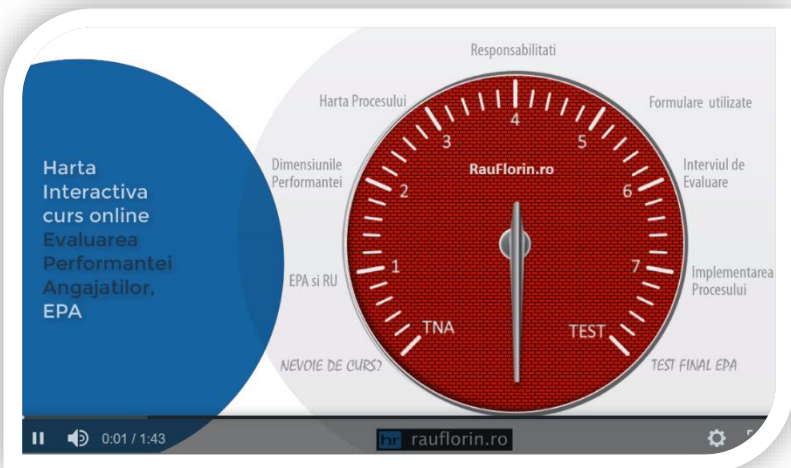 Harta
Interactiva
curs online
Evaluarea
Performantei
Angajatilor,
EPA
Responsabilitati
Harta Procesului
Formulare utilizate
Dimensiunile
Performantei
Interviul de
Evaluare
EPA si RU
Implementarea
Procesului
NEVOIE DE CURS?
TEST FINAL EPA
RauFlorin.ro
TNA
1
2
3
4
5
6
7
TEST
0:01 / 1:43
hr rauflorin.ro